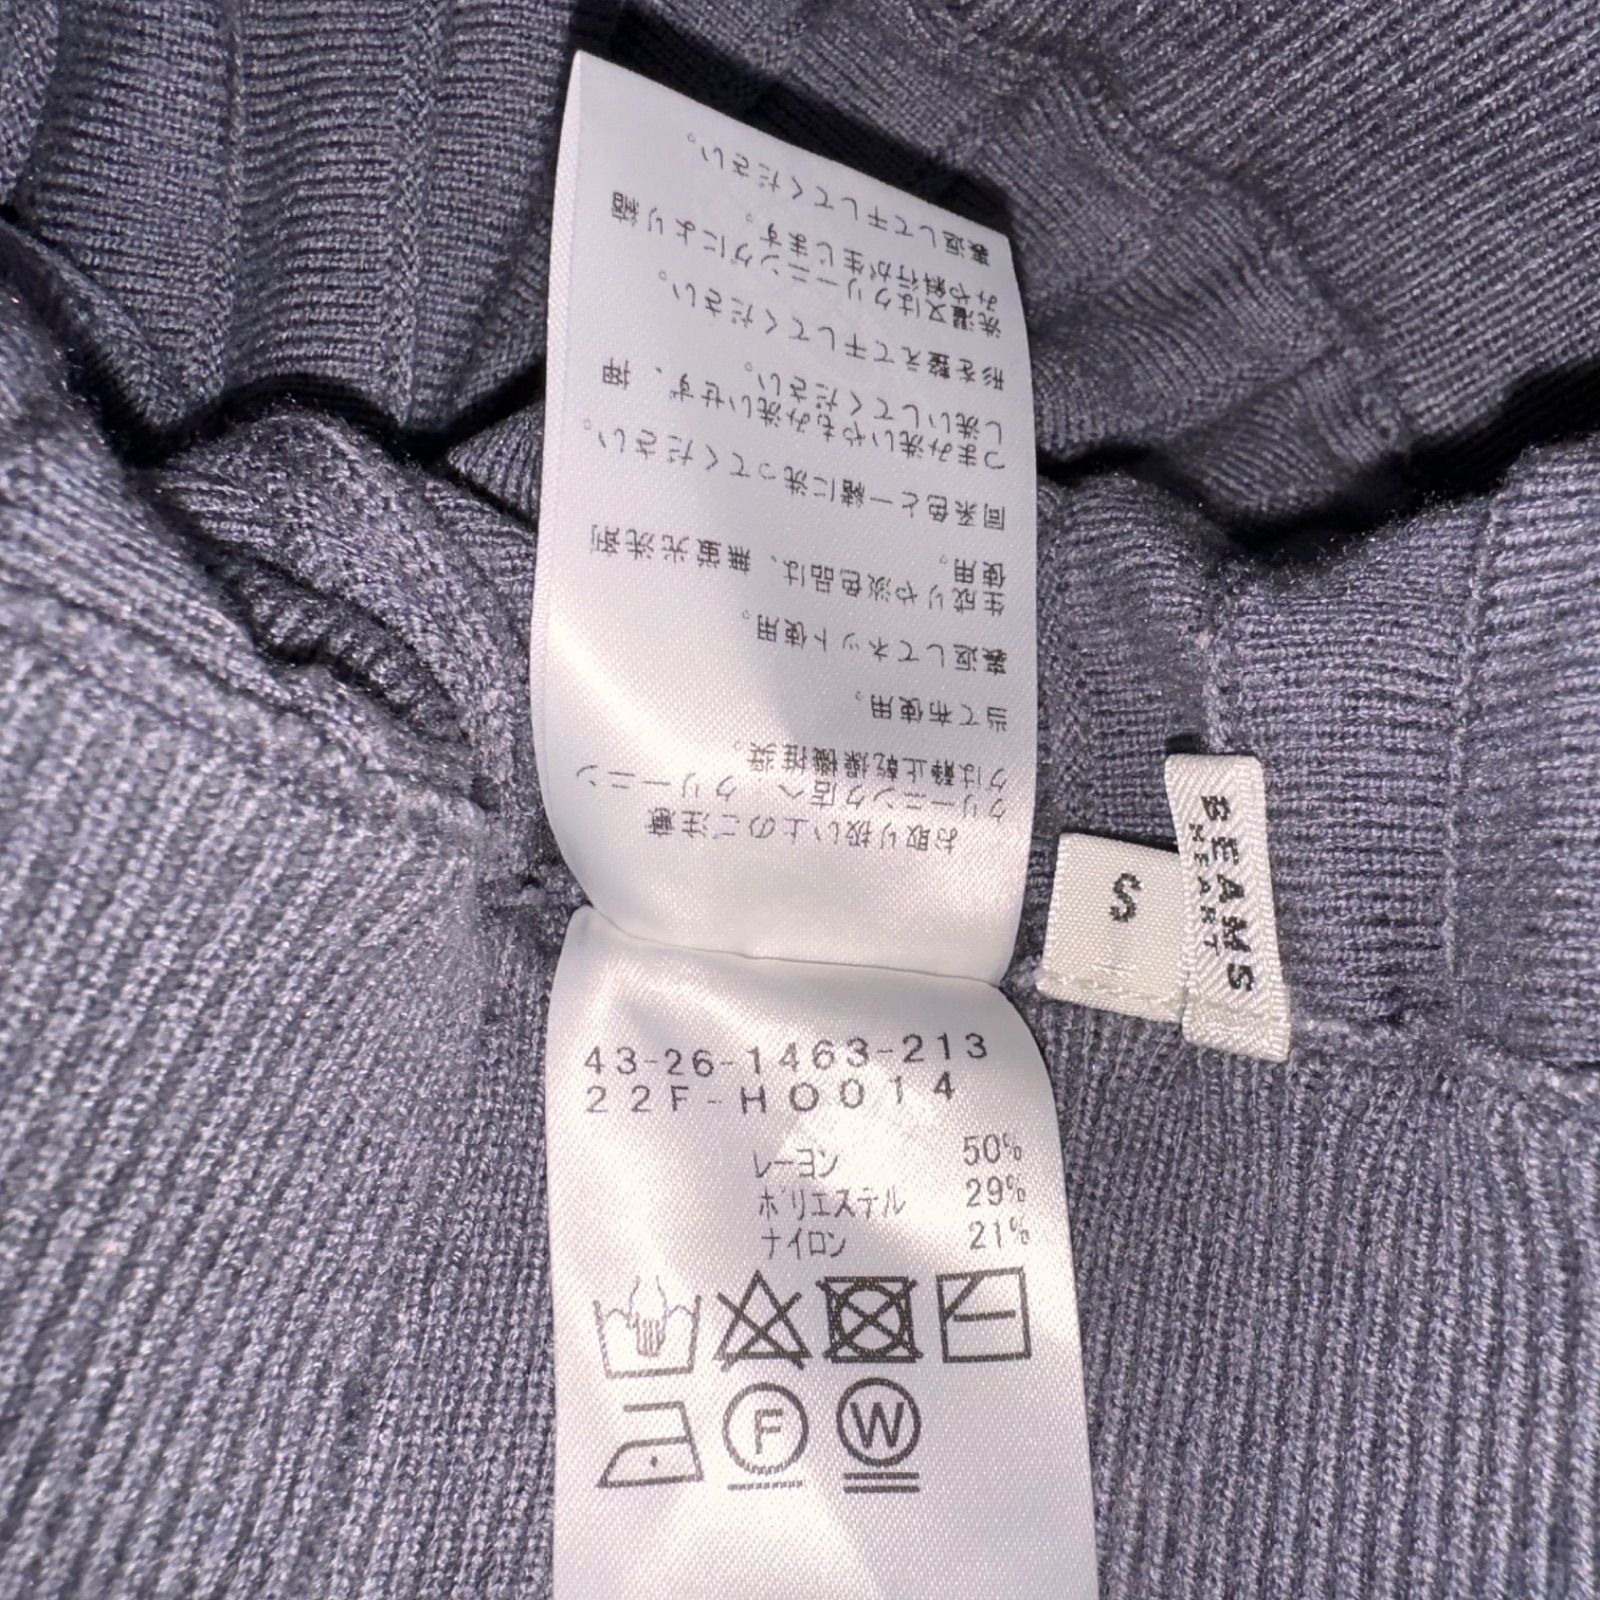 お取り扱い上のご注意
クリーニング店へ クリーニン
グは静止乾燥機推奨。
当て布使用。
裏返してネット使用。
生成りや淡色品は、無蛍光洗剤
使用。
同系色と一緒に洗ってください。
つまみ洗いやもみ洗いせず、押
し洗いしてください。
形を整えて干してください。
洗濯又はクリーニングにより縮
みや斜行が生じます。
裏返して干してください。
S
BEAMS
HEART
43-26-1463-213
22F-H0014
レーヨン 50%
ポリエステル 29%
ナイロン 21%
F
W